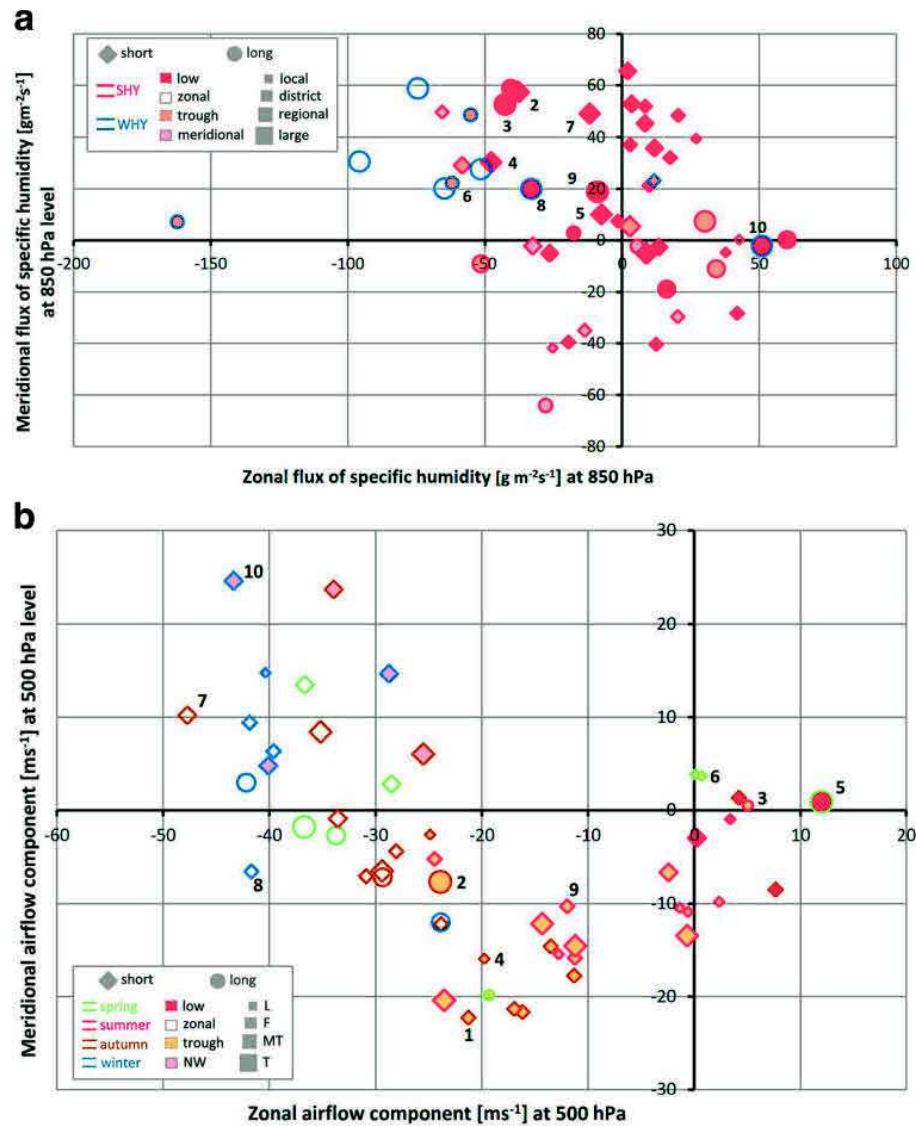 a
short long
SHY low local
zonal district
WHY trough regional
meridional large
Meridional flux of specific humidity [gm⁻²s⁻¹]
at 850 hPa level
80
60
40
20
0
-20
-40
-60
-80
-200 -150 -100 -50 0 50 100
2
3
7
4
9
6
8
5
10
Zonal flux of specific humidity [g m⁻²s⁻¹] at 850 hPa
b
Meridional airflow component [ms⁻¹] at 500 hPa level
30
20
10
0
-10
-20
-30
-60 -50 -40 -30 -20 -10 0 10 20
10
7
6
5
3
8
2
9
4
1
short long
spring low L
summer zonal F
autumn trough MT
winter NW T
Zonal airflow component [ms⁻¹] at 500 hPa